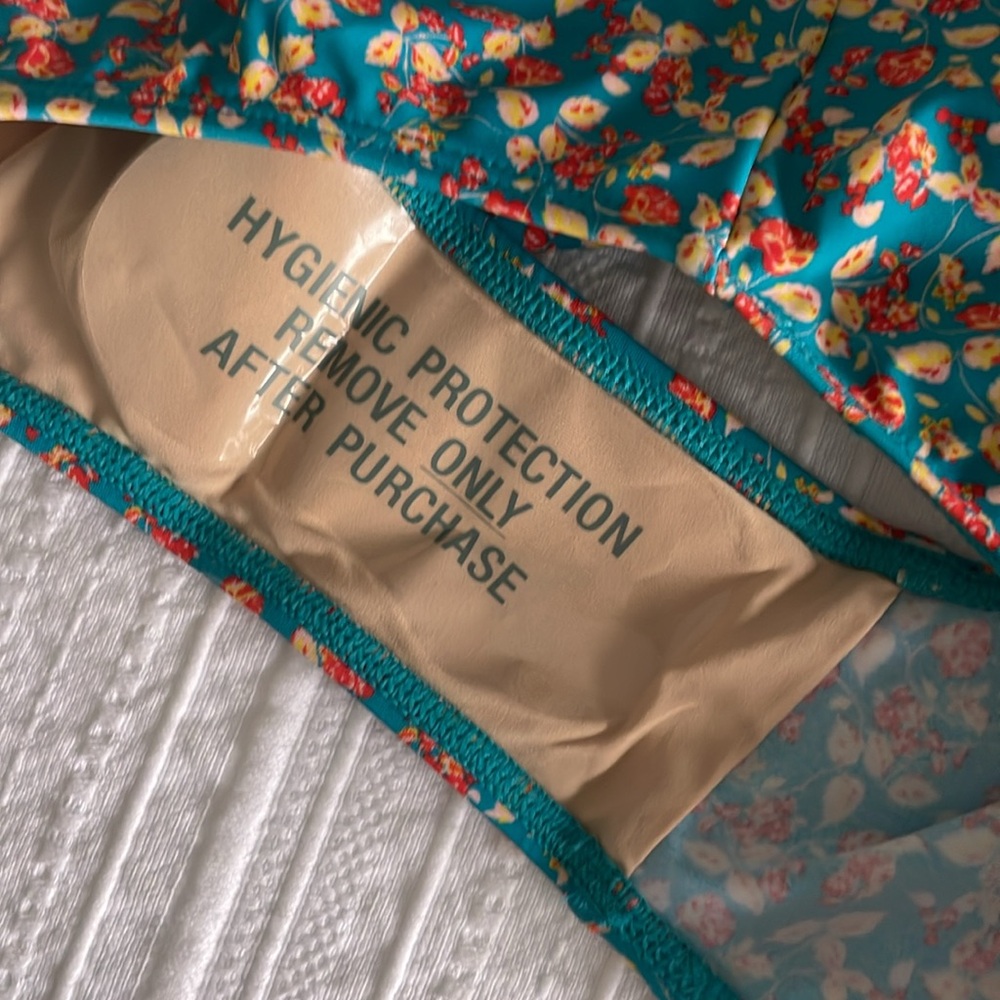 HYGIENIC PROTECTION
REMOVE ONLY
AFTER PURCHASE